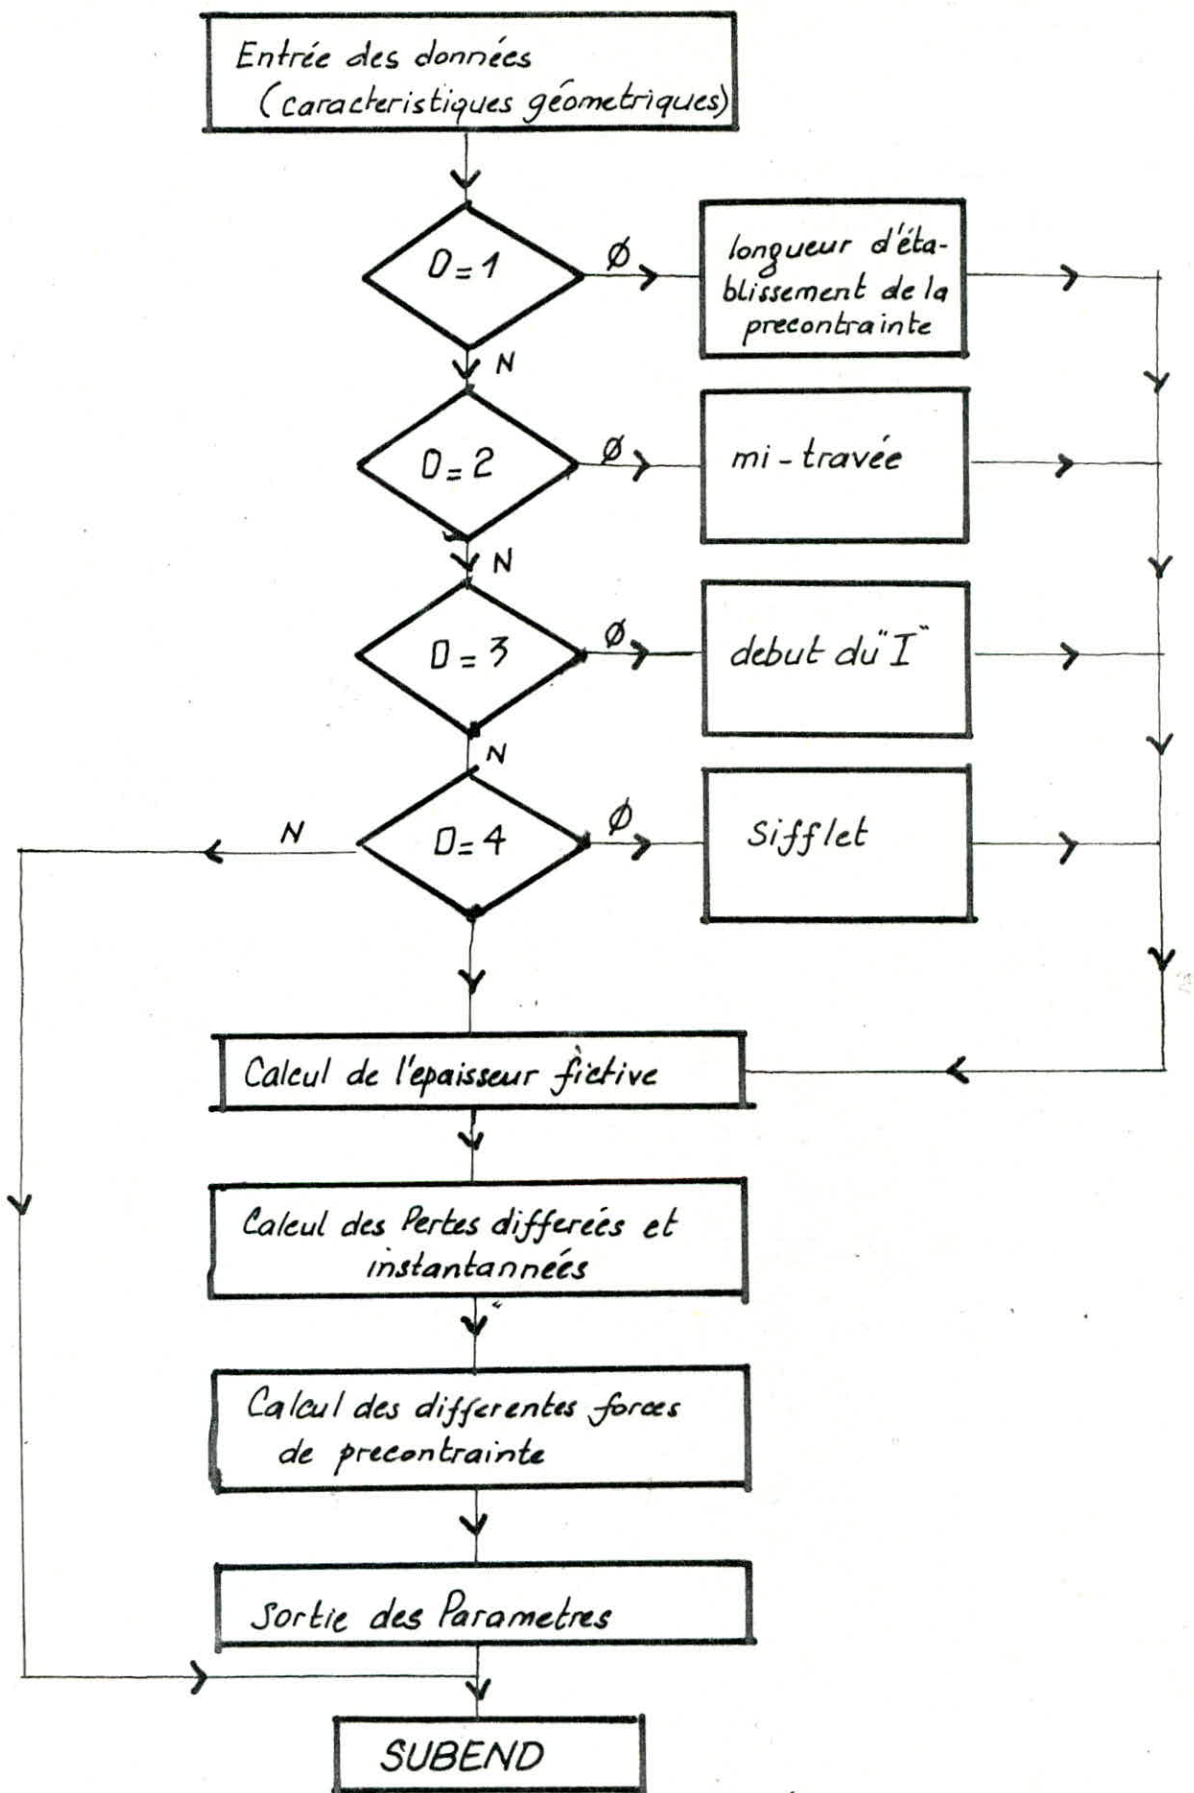 Entrée des données
(caracteristiques géometriques)
D=1
Ø
longueur d'éta-
blissement de la
precontrainte
N
D=2
Ø
mi-travée
N
D=3
Ø
debut du "I"
N
D=4
Ø
Sifflet
N
Calcul de l'epaisseur fictive
Calcul des Pertes differeés et
instantanneés
Calcul des differentes forces
de precontrainte
Sortie des Parametres
SUBEND